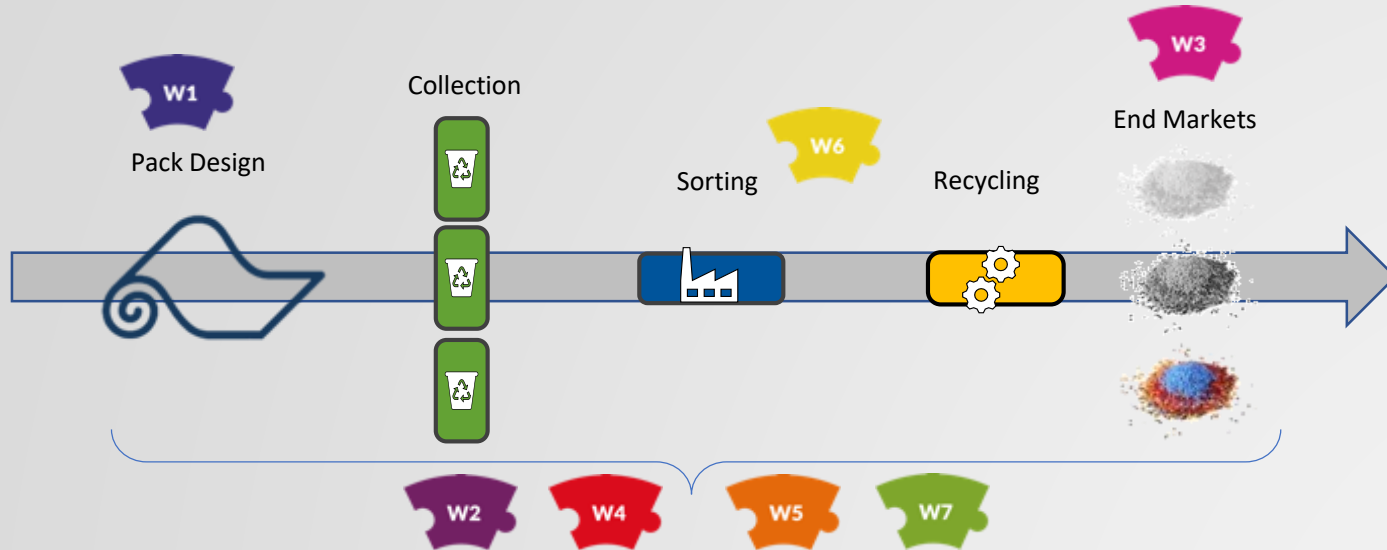 W1
Pack Design
Collection
Sorting
W6
Recycling
W3
End Markets
W2
W4
W5
W7